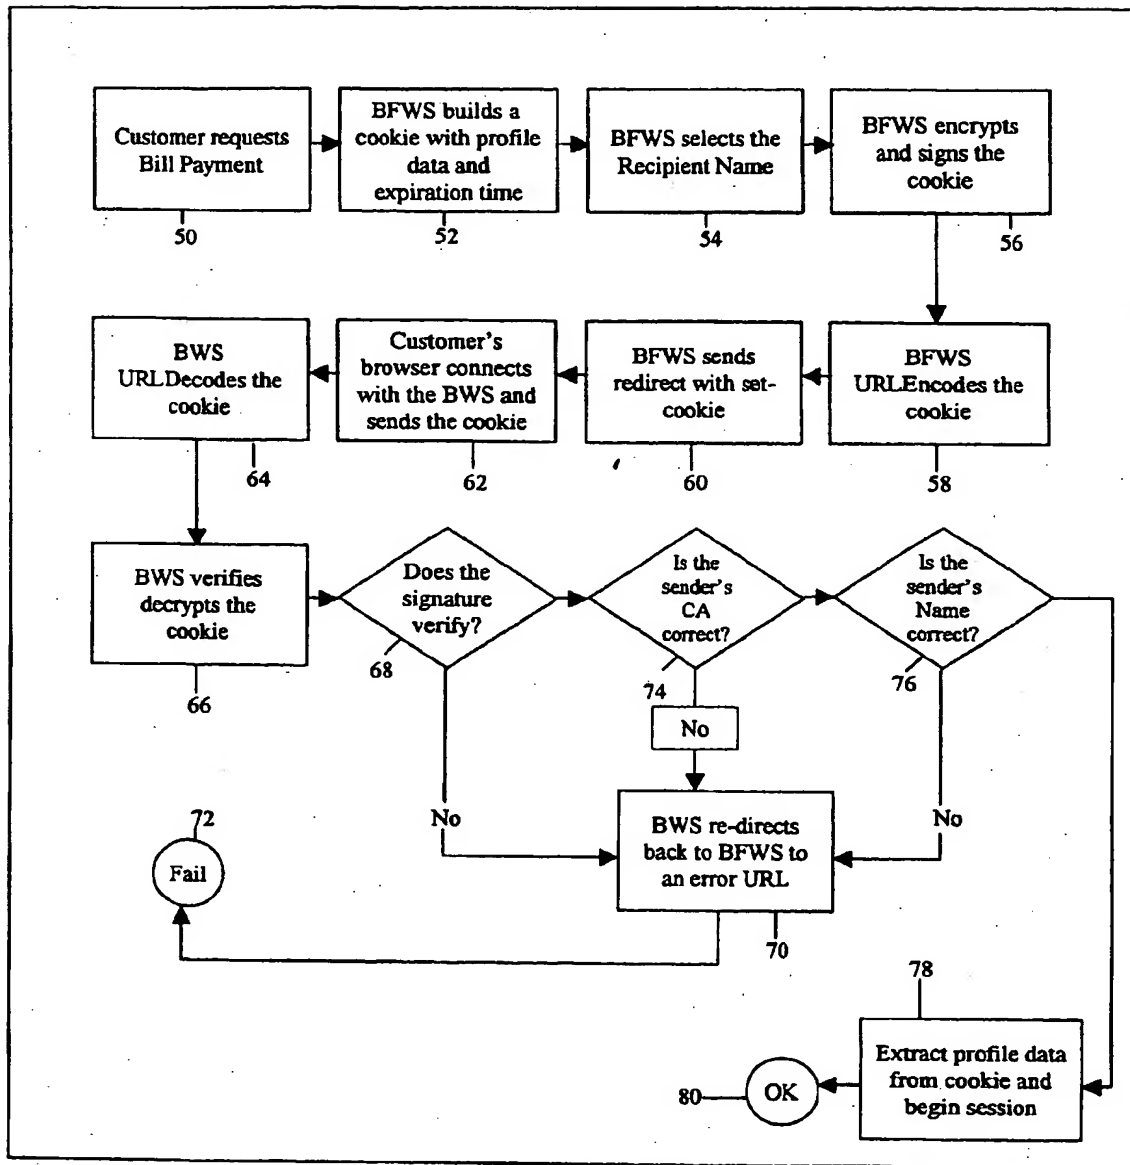 Customer requests
Bill Payment
50
BFWS builds a
cookie with profile
data and
expiration time
52
BFWS selects the
Recipient Name
54
BFWS encrypts
and signs the
cookie
56
BWS
URLDecodes the
cookie
64
Customer's
browser connects
with the BWS and
sends the cookie
62
BFWS sends
redirect with set-
cookie
60
BFWS
URLEncodes the
cookie
58
BWS verifies
decrypts the
cookie
66
Does the
signature
verify?
68
Is the
sender's
CA
correct?
74
Is the
sender's
Name
correct?
76
No
No
No
72
Fail
BWS re-directs
back to BFWS to
an error URL
70
78
Extract profile data
from cookie and
begin session
80
OK